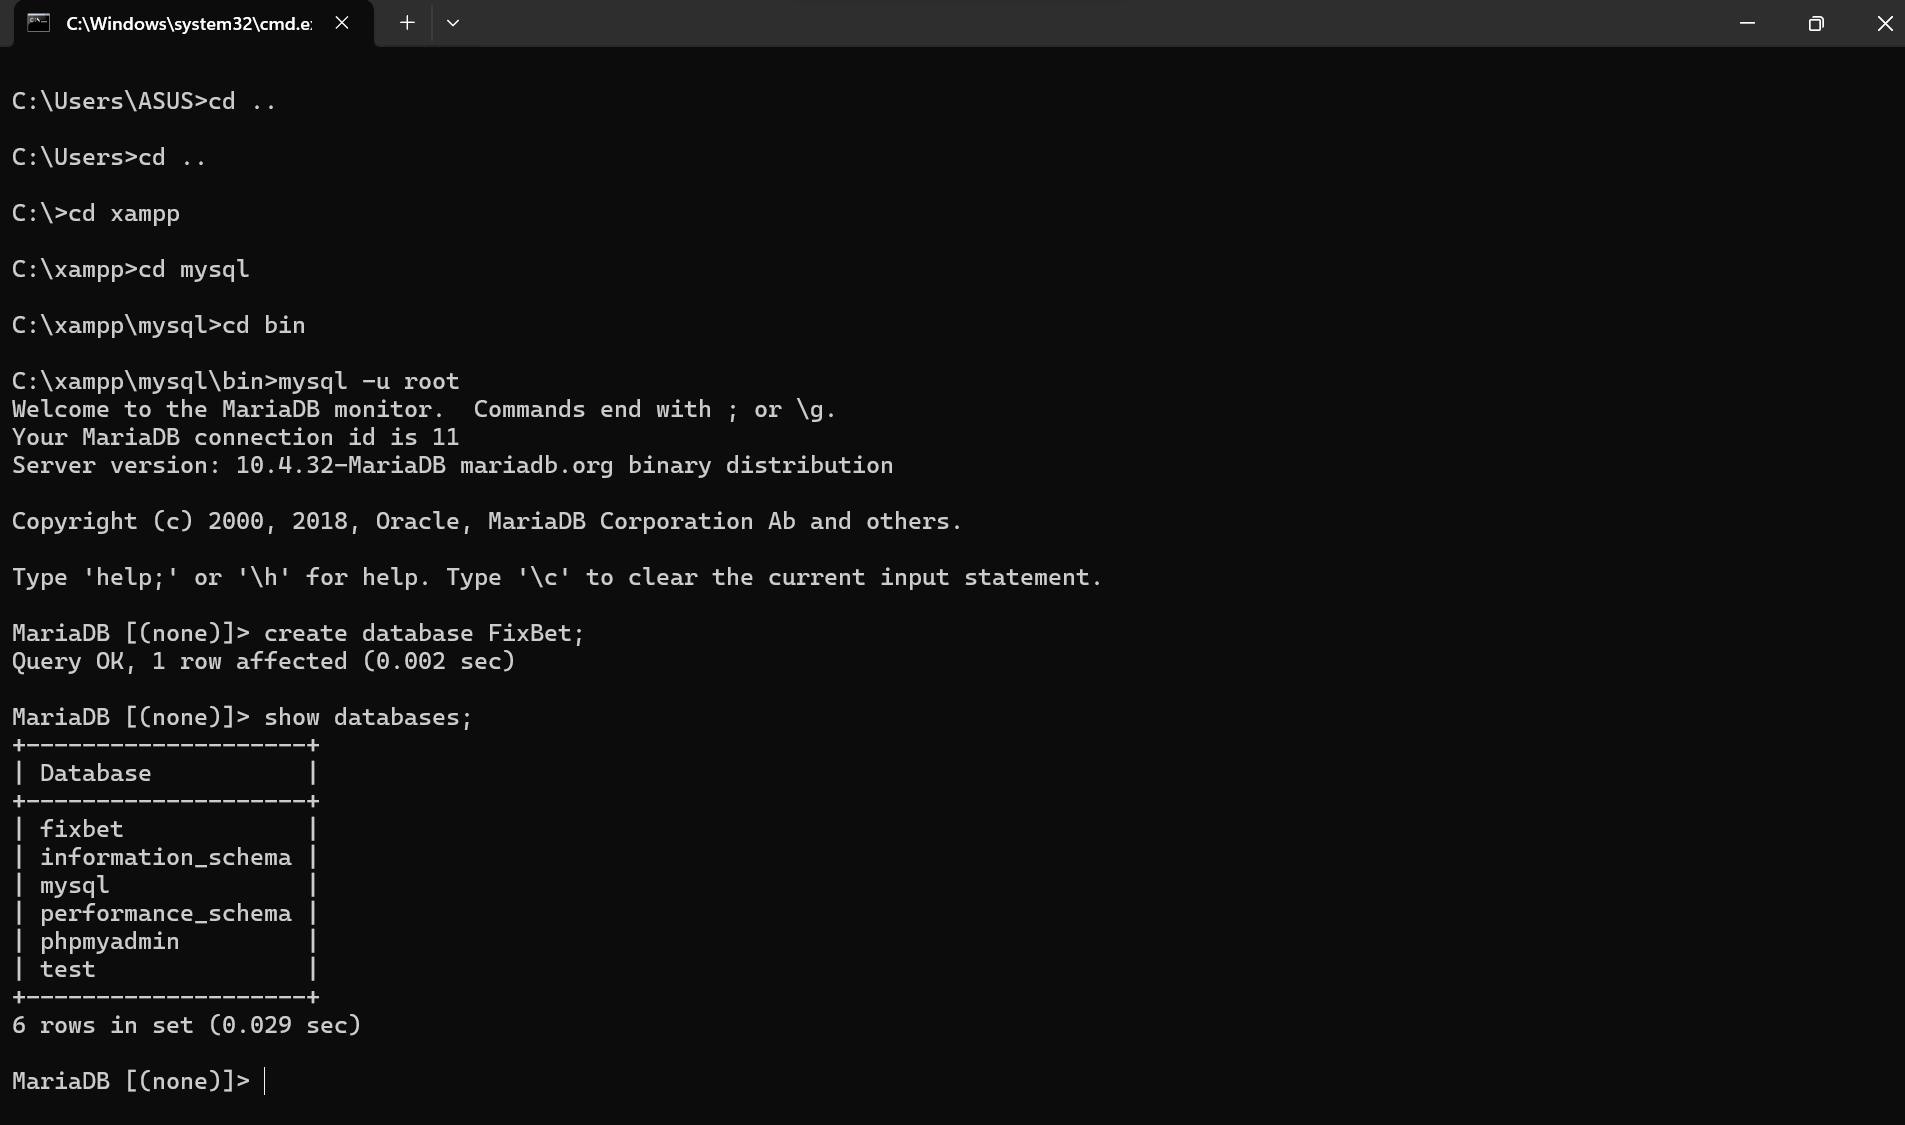 C:\Windows\system32\cmd.e
C:\Users\ASUS>cd ..
C:\Users>cd ..
C:\>cd xampp
C:\xampp>cd mysql
C:\xampp\mysql>cd bin
C:\xampp\mysql\bin>mysql -u root
Welcome to the MariaDB monitor.  Commands end with ; or \g.
Your MariaDB connection id is 11
Server version: 10.4.32-MariaDB mariadb.org binary distribution
Copyright (c) 2000, 2018, Oracle, MariaDB Corporation Ab and others.
Type 'help;' or '\h' for help. Type '\c' to clear the current input statement.
MariaDB [(none)]> create database FixBet;
Query OK, 1 row affected (0.002 sec)
MariaDB [(none)]> show databases;
+--------------------+
| Database           |
+--------------------+
| fixbet             |
| information_schema |
| mysql              |
| performance_schema |
| phpmyadmin         |
| test               |
+--------------------+
6 rows in set (0.029 sec)
MariaDB [(none)]>